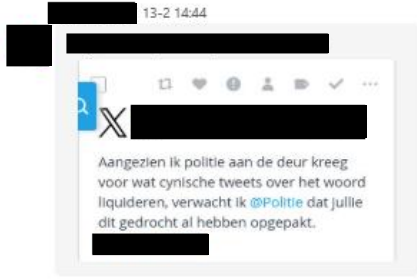 13-2 14:44
Aangezien ik politie aan de deur kreeg
voor wat cynische tweets over het woord
liquideren, verwacht ik @Politie dat jullie
dit gedrocht al hebben opgepakt.